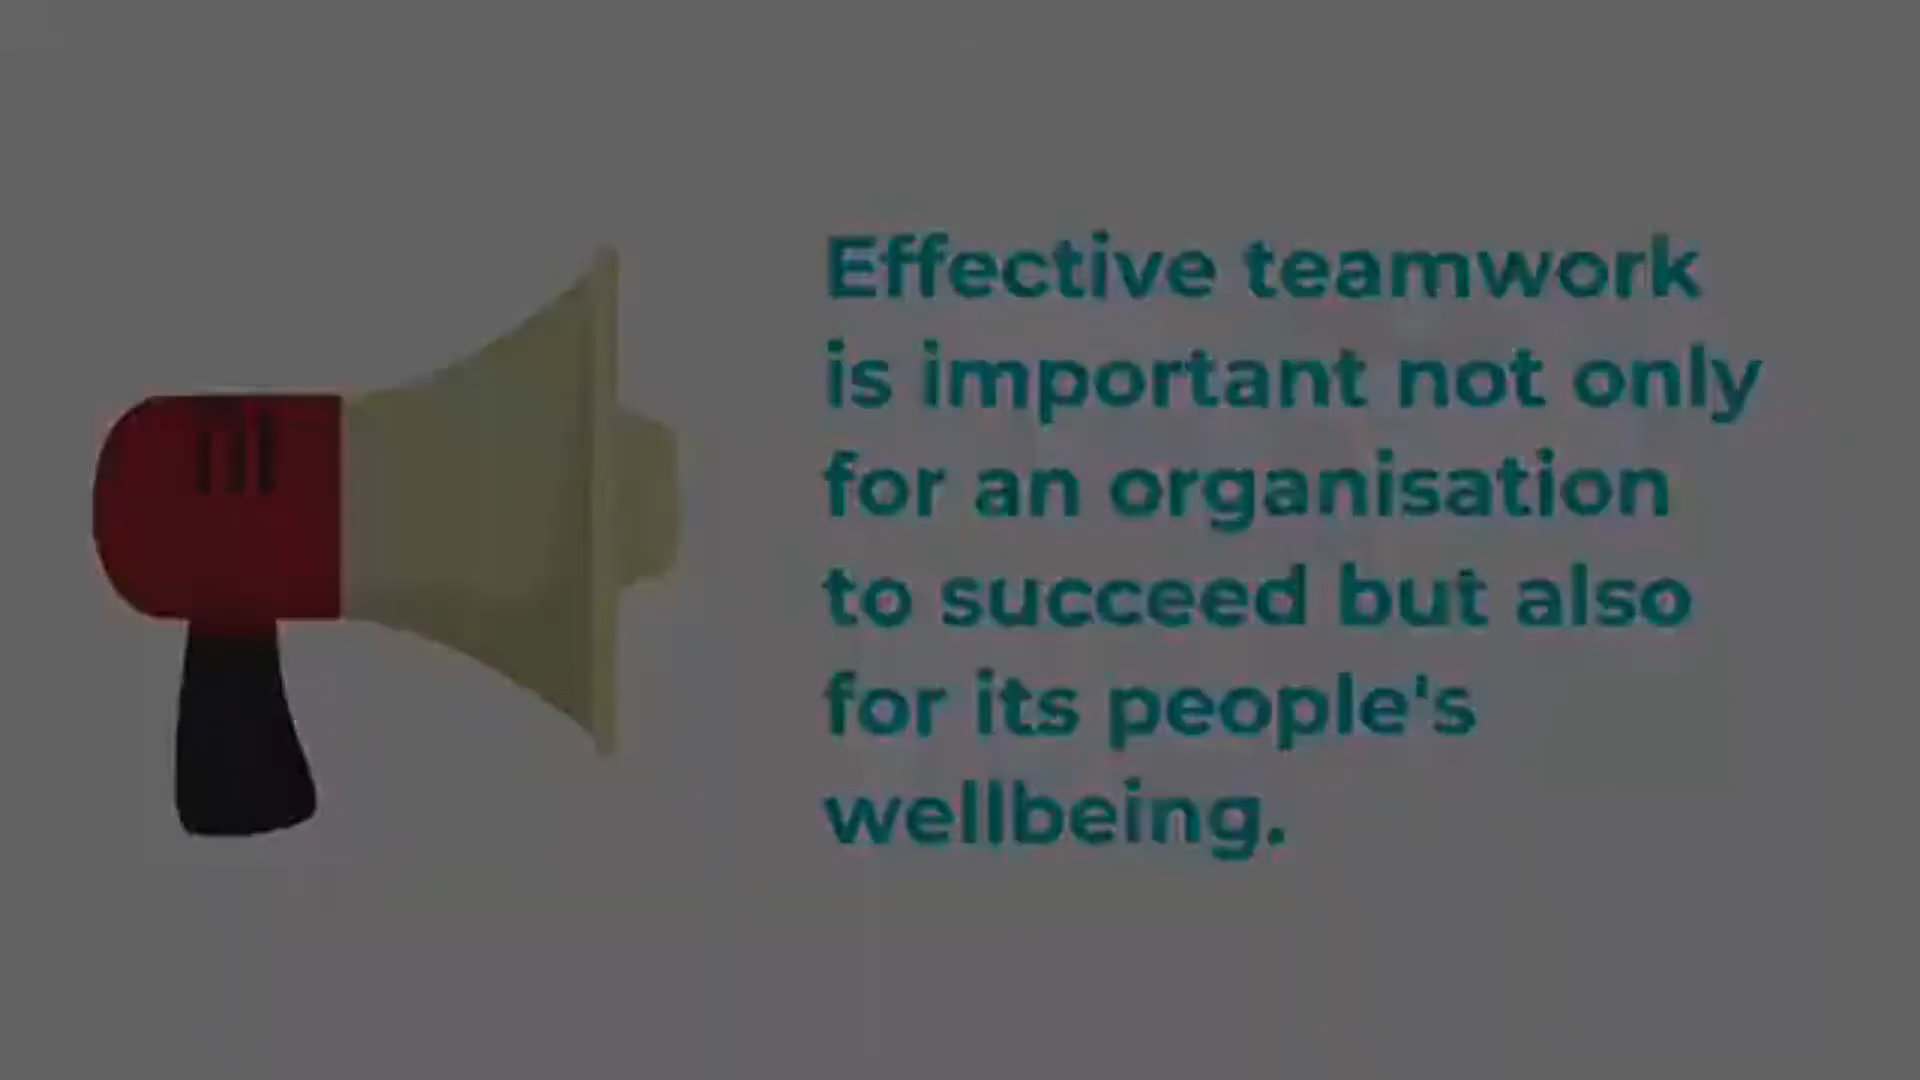 Effective teamwork
is important not only
for an organisation
to succeed but also
for its people's
wellbeing.